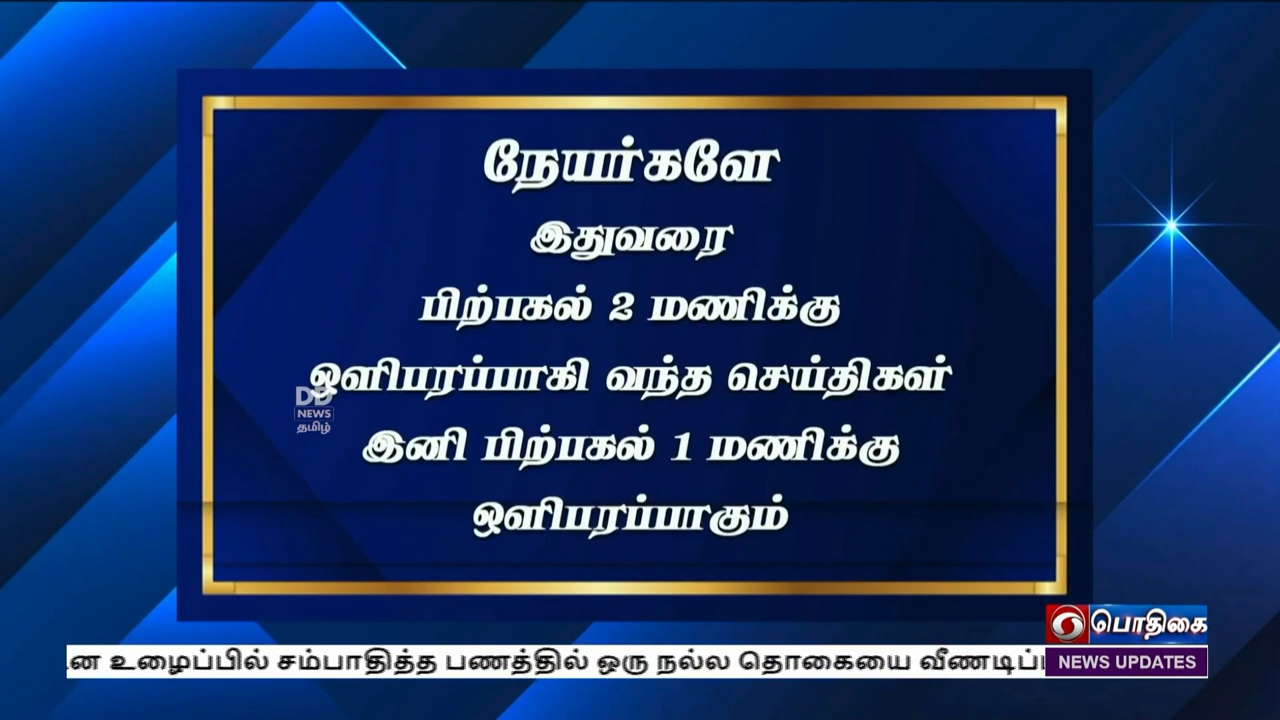 நேயர்களே
இதுவரை
பிற்பகல் 2 மணிக்கு
ஒளிபரப்பாகி வந்த செய்திகள்
இனி பிற்பகல் 1 மணிக்கு
ஒளிபரப்பாகும்
DD
NEWS
தமிழ்
பொதிகை
உழைப்பில் சம்பாதித்த பணத்தில் ஒரு நல்ல தொகையை
NEWS UPDATES